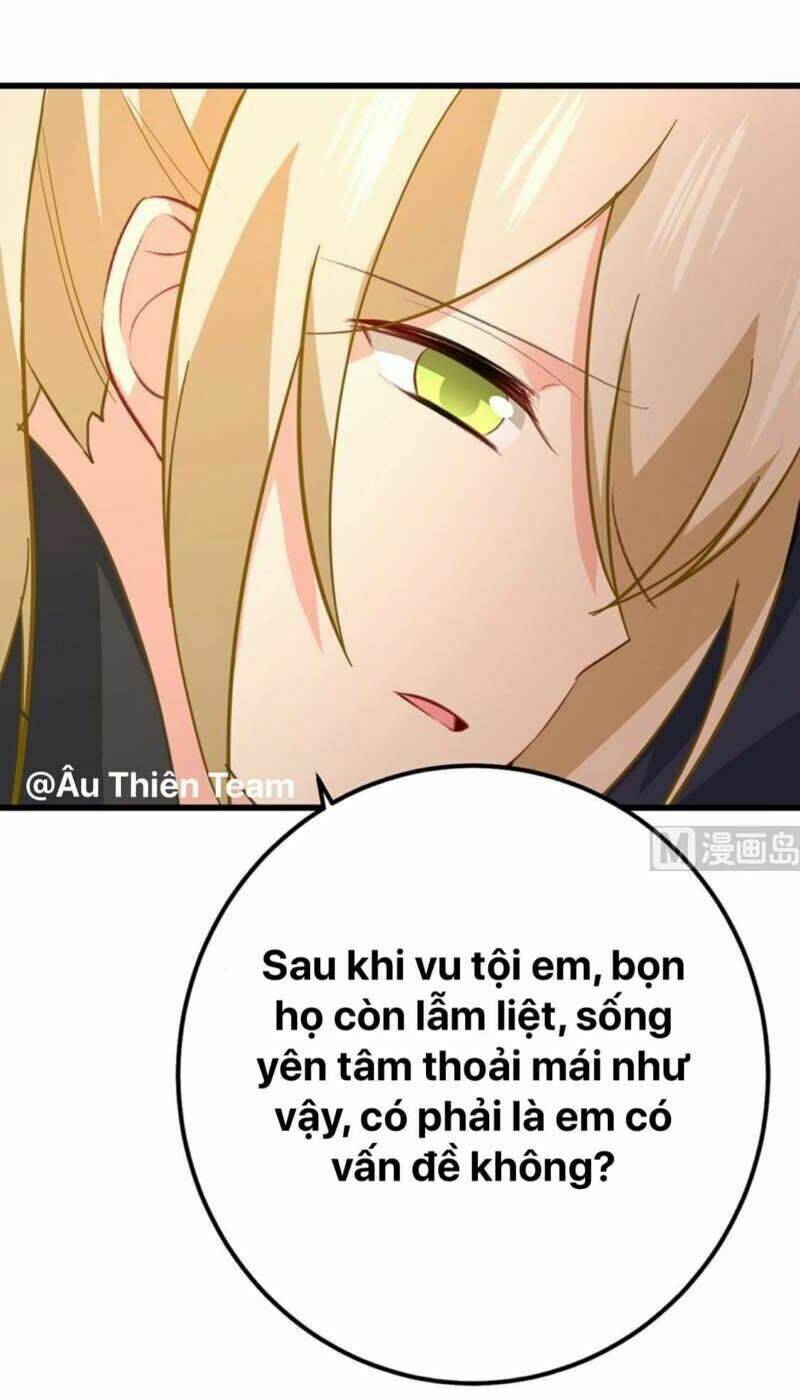 @Âu Thiên Team
M 漫画岛
Sau khi vu tội em, bọn
họ còn lẫm liệt, sống
yên tâm thoải mái như
vậy, có phải là em có
vấn đề không?